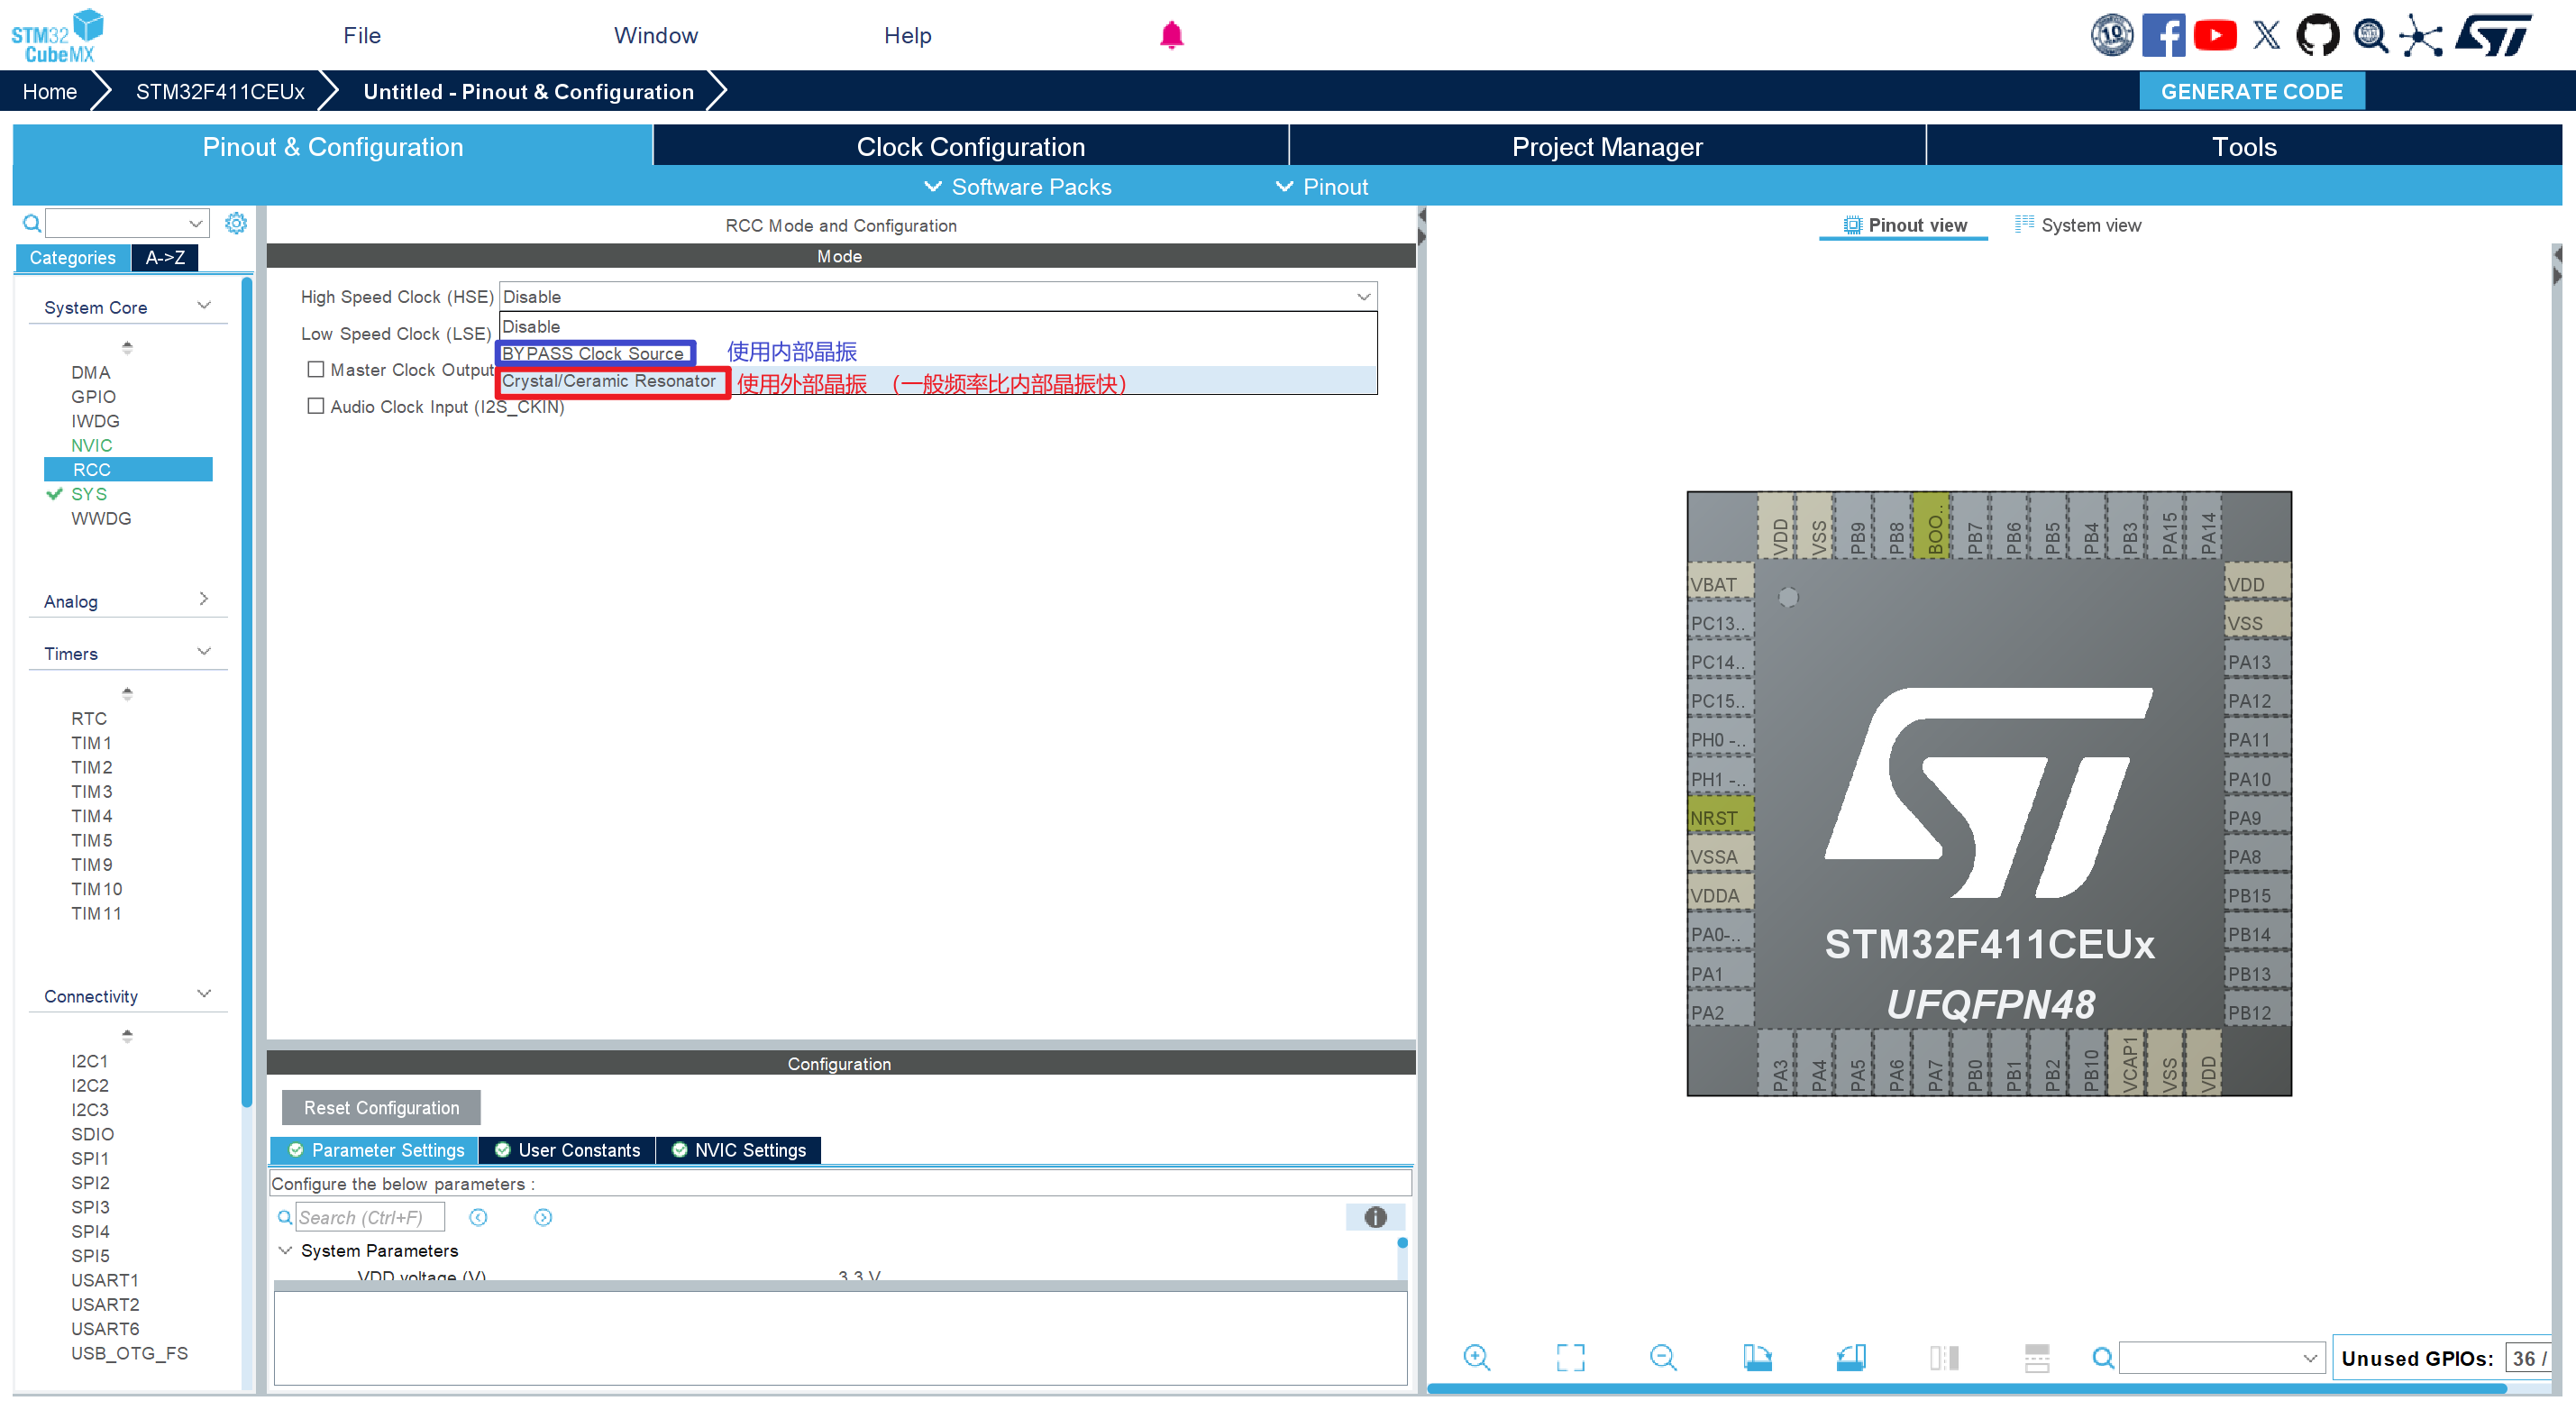 STM32
CubeMX
File
Window
Help
10
Home
STM32F411CEUx
Untitled - Pinout & Configuration
GENERATE CODE
Pinout & Configuration
Clock Configuration
Project Manager
Tools
Software Packs
Pinout
Categories
A->Z
System Core
DMA
GPIO
IWDG
NVIC
RCC
SYS
WWDG
Analog
Timers
RTC
TIM1
TIM2
TIM3
TIM4
TIM5
TIM9
TIM10
TIM11
Connectivity
I2C1
I2C2
I2C3
SDIO
SPI1
SPI2
SPI3
SPI4
SPI5
USART1
USART2
USART6
USB_OTG_FS
RCC Mode and Configuration
Mode
High Speed Clock (HSE) Disable
Disable
Low Speed Clock (LSE)
BYPASS Clock Source 使用内部晶振
Master Clock Output
Crystal/Ceramic Resonator 使用外部晶振 （一般频率比内部晶振快）
Audio Clock Input (I2S_CKIN)
Configuration
Reset Configuration
Parameter Settings
User Constants
NVIC Settings
Configure the below parameters :
Search (Ctrl+F)
System Parameters
VDD voltage (V) 3.3 V
Pinout view
System view
VDD
VSS
PB9
PB8
BOO..
PB7
PB6
PB5
PB4
PB3
PA15
PA14
VBAT
PC13..
PC14..
PC15..
PH0 -..
PH1 -..
NRST
VSSA
VDDA
PA0-..
PA1
PA2
VDD
VSS
PA13
PA12
PA11
PA10
PA9
PA8
PB15
PB14
PB13
PB12
ST
STM32F411CEUx
UFQFPN48
PA3
PA4
PA5
PA6
PA7
PB0
PB1
PB2
PB10
VCAP1
VSS
VDD
Unused GPIOs: 36 /